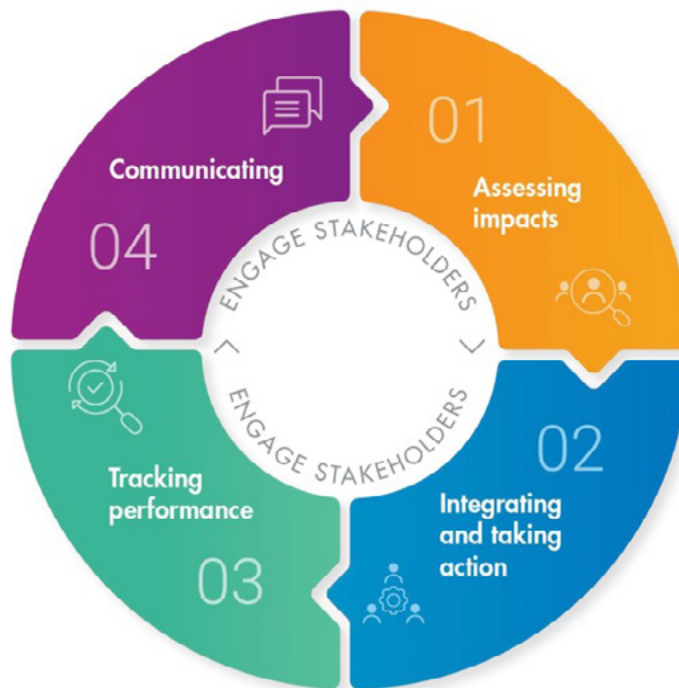 01
Assessing
impacts
02
Integrating
and taking
action
Tracking
performance
03
Communicating
04
ENGAGE STAKEHOLDERS
ENGAGE STAKEHOLDERS